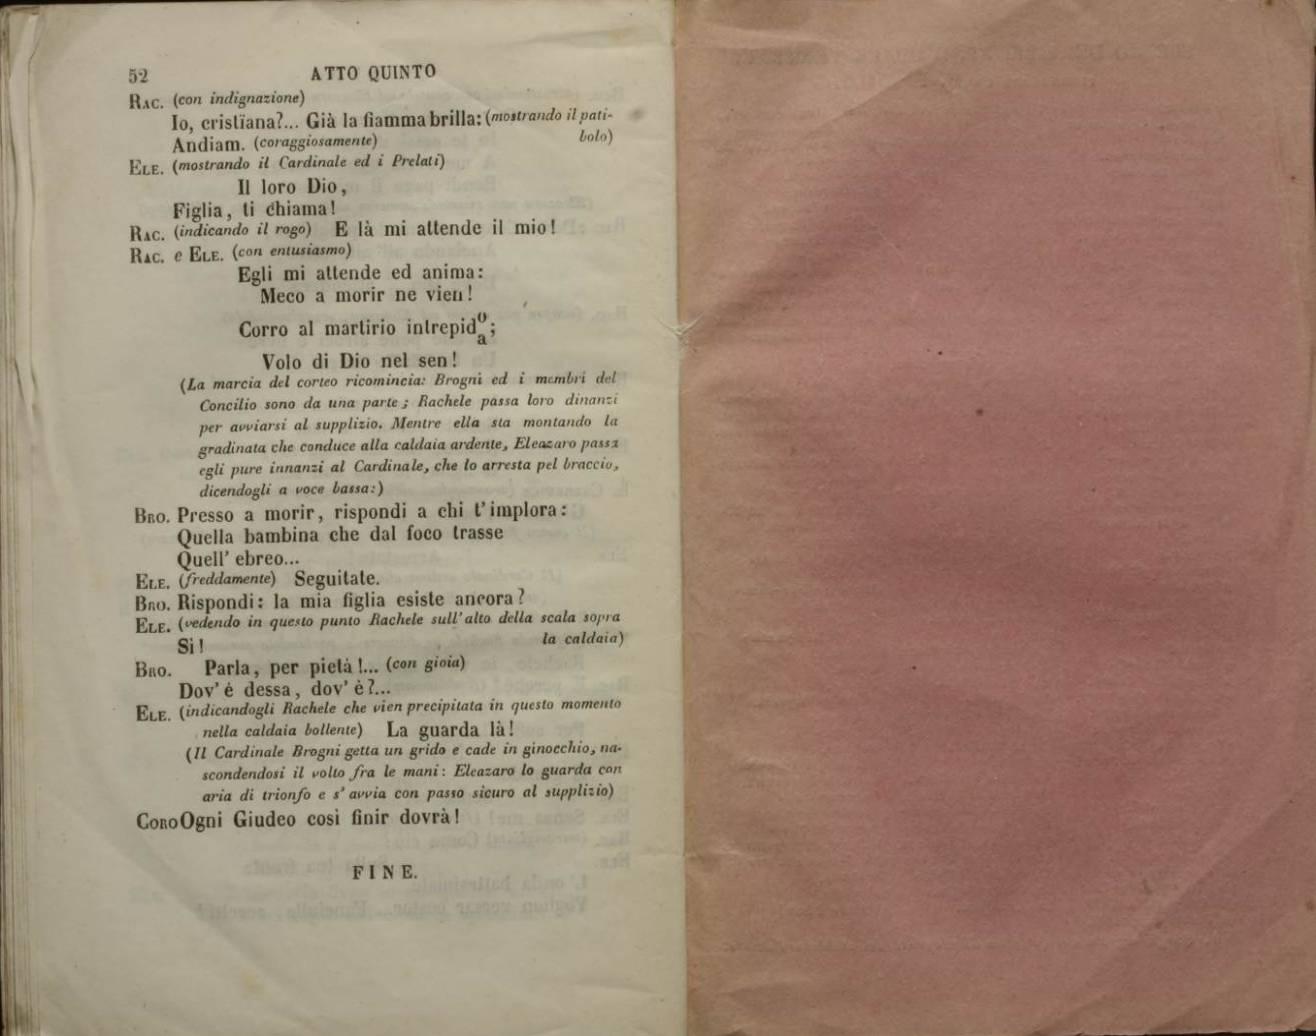 52 ATTO QUINTO
RAC. (con indignazione)
Io, cristïana?... Già la fiamma brilla: (mostrando il pati-
Andiam. (coraggiosamente) bolo)
ELE. (mostrando il Cardinale ed i Prelati)
Il loro Dio,
Figlia, ti chiama!
RAC. (indicando il rogo) E là mi attende il mio!
RAC. e ELE. (con entusiasmo)
Egli mi attende ed anima:
Meco a morir ne vien!
Corro al martirio intrepid o/a;
Volo di Dio nel sen!
(La marcia del corteo ricomincia: Brogni ed i membri del
Concilio sono da una parte; Rachele passa loro dinanzi
per avviarsi al supplizio. Mentre ella sta montando la
gradinata che conduce alla caldaia ardente, Eleazaro passa
egli pure innanzi al Cardinale, che lo arresta pel braccio,
dicendogli a voce bassa:)
BRO. Presso a morir, rispondi a chi t'implora:
Quella bambina che dal foco trasse
Quell' ebreo...
ELE. (freddamente) Seguitate.
BRO. Rispondi: la mia figlia esiste ancora?
ELE. (vedendo in questo punto Rachele sull'alto della scala sopra
Si! la caldaia)
BRO. Parla, per pietà!... (con gioia)
Dov' è dessa, dov' è?...
ELE. (indicandogli Rachele che vien precipitata in questo momento
nella caldaia bollente) La guarda là!
(Il Cardinale Brogni getta un grido e cade in ginocchio, na-
scondendosi il volto fra le mani: Eleazaro lo guarda con
aria di trionfo e s' avvia con passo sicuro al supplizio)
CORO Ogni Giudeo così finir dovrà!
FINE.